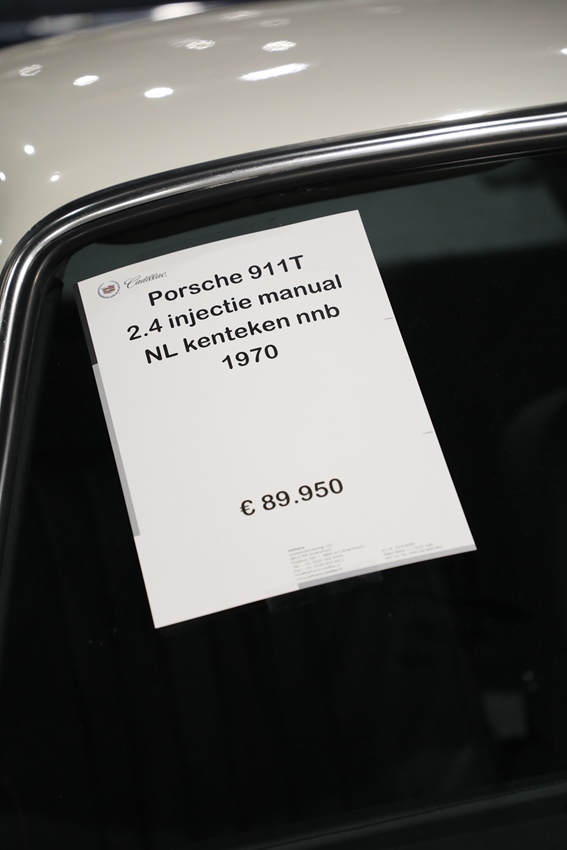 Cadillac
Porsche 911T
2.4 injectie manual
NL kenteken nnb
1970
€ 89.950